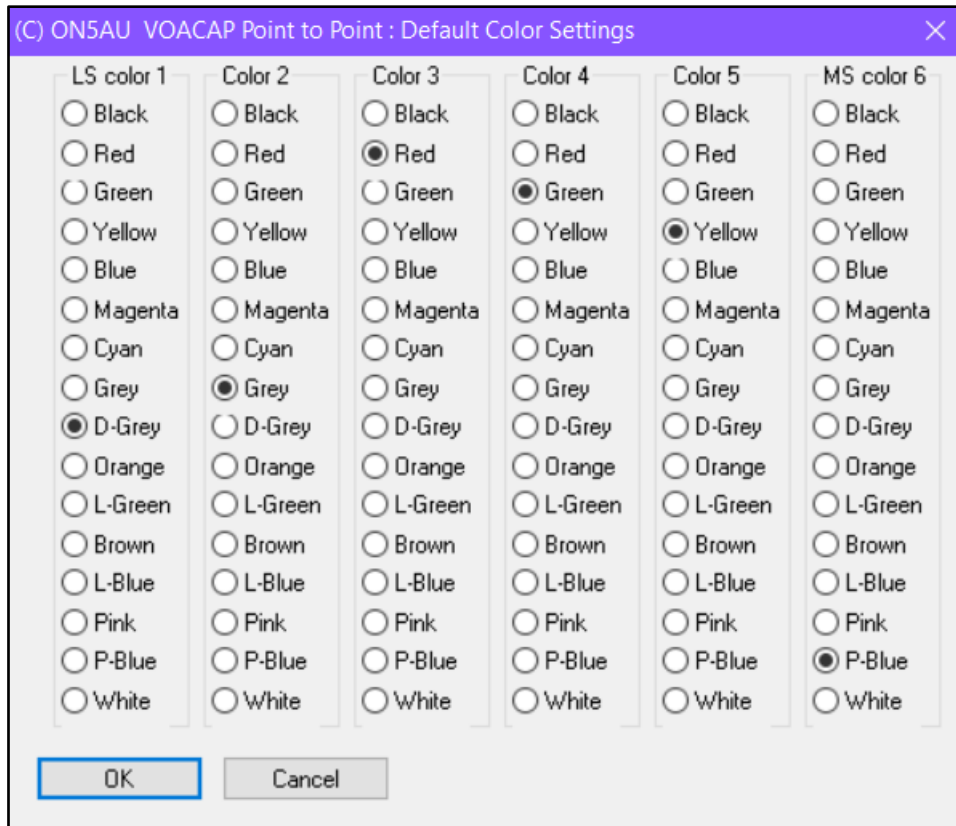 (C) ON5AU VOACAP Point to Point : Default Color Settings
LS color 1 Color 2 Color 3 Color 4 Color 5 MS color 6
Black Black Black Black Black Black
Red Red Red Red Red Red
Green Green Green Green Green Green
Yellow Yellow Yellow Yellow Yellow Yellow
Blue Blue Blue Blue Blue Blue
Magenta Magenta Magenta Magenta Magenta Magenta
Cyan Cyan Cyan Cyan Cyan Cyan
Grey Grey Grey Grey Grey Grey
D-Grey D-Grey D-Grey D-Grey D-Grey D-Grey
Orange Orange Orange Orange Orange Orange
L-Green L-Green L-Green L-Green L-Green L-Green
Brown Brown Brown Brown Brown Brown
L-Blue L-Blue L-Blue L-Blue L-Blue L-Blue
Pink Pink Pink Pink Pink Pink
P-Blue P-Blue P-Blue P-Blue P-Blue P-Blue
White White White White White White
OK Cancel